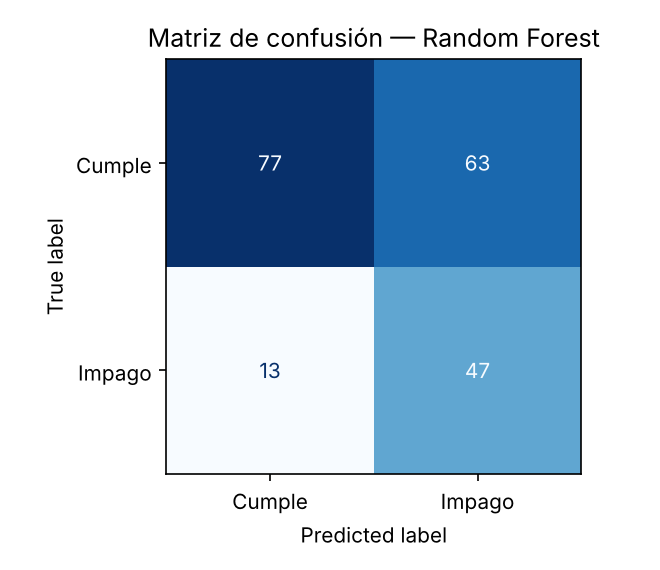 Matriz de confusión — Random Forest
True label
Cumple
77
63
Impago
13
47
Cumple
Impago
Predicted label